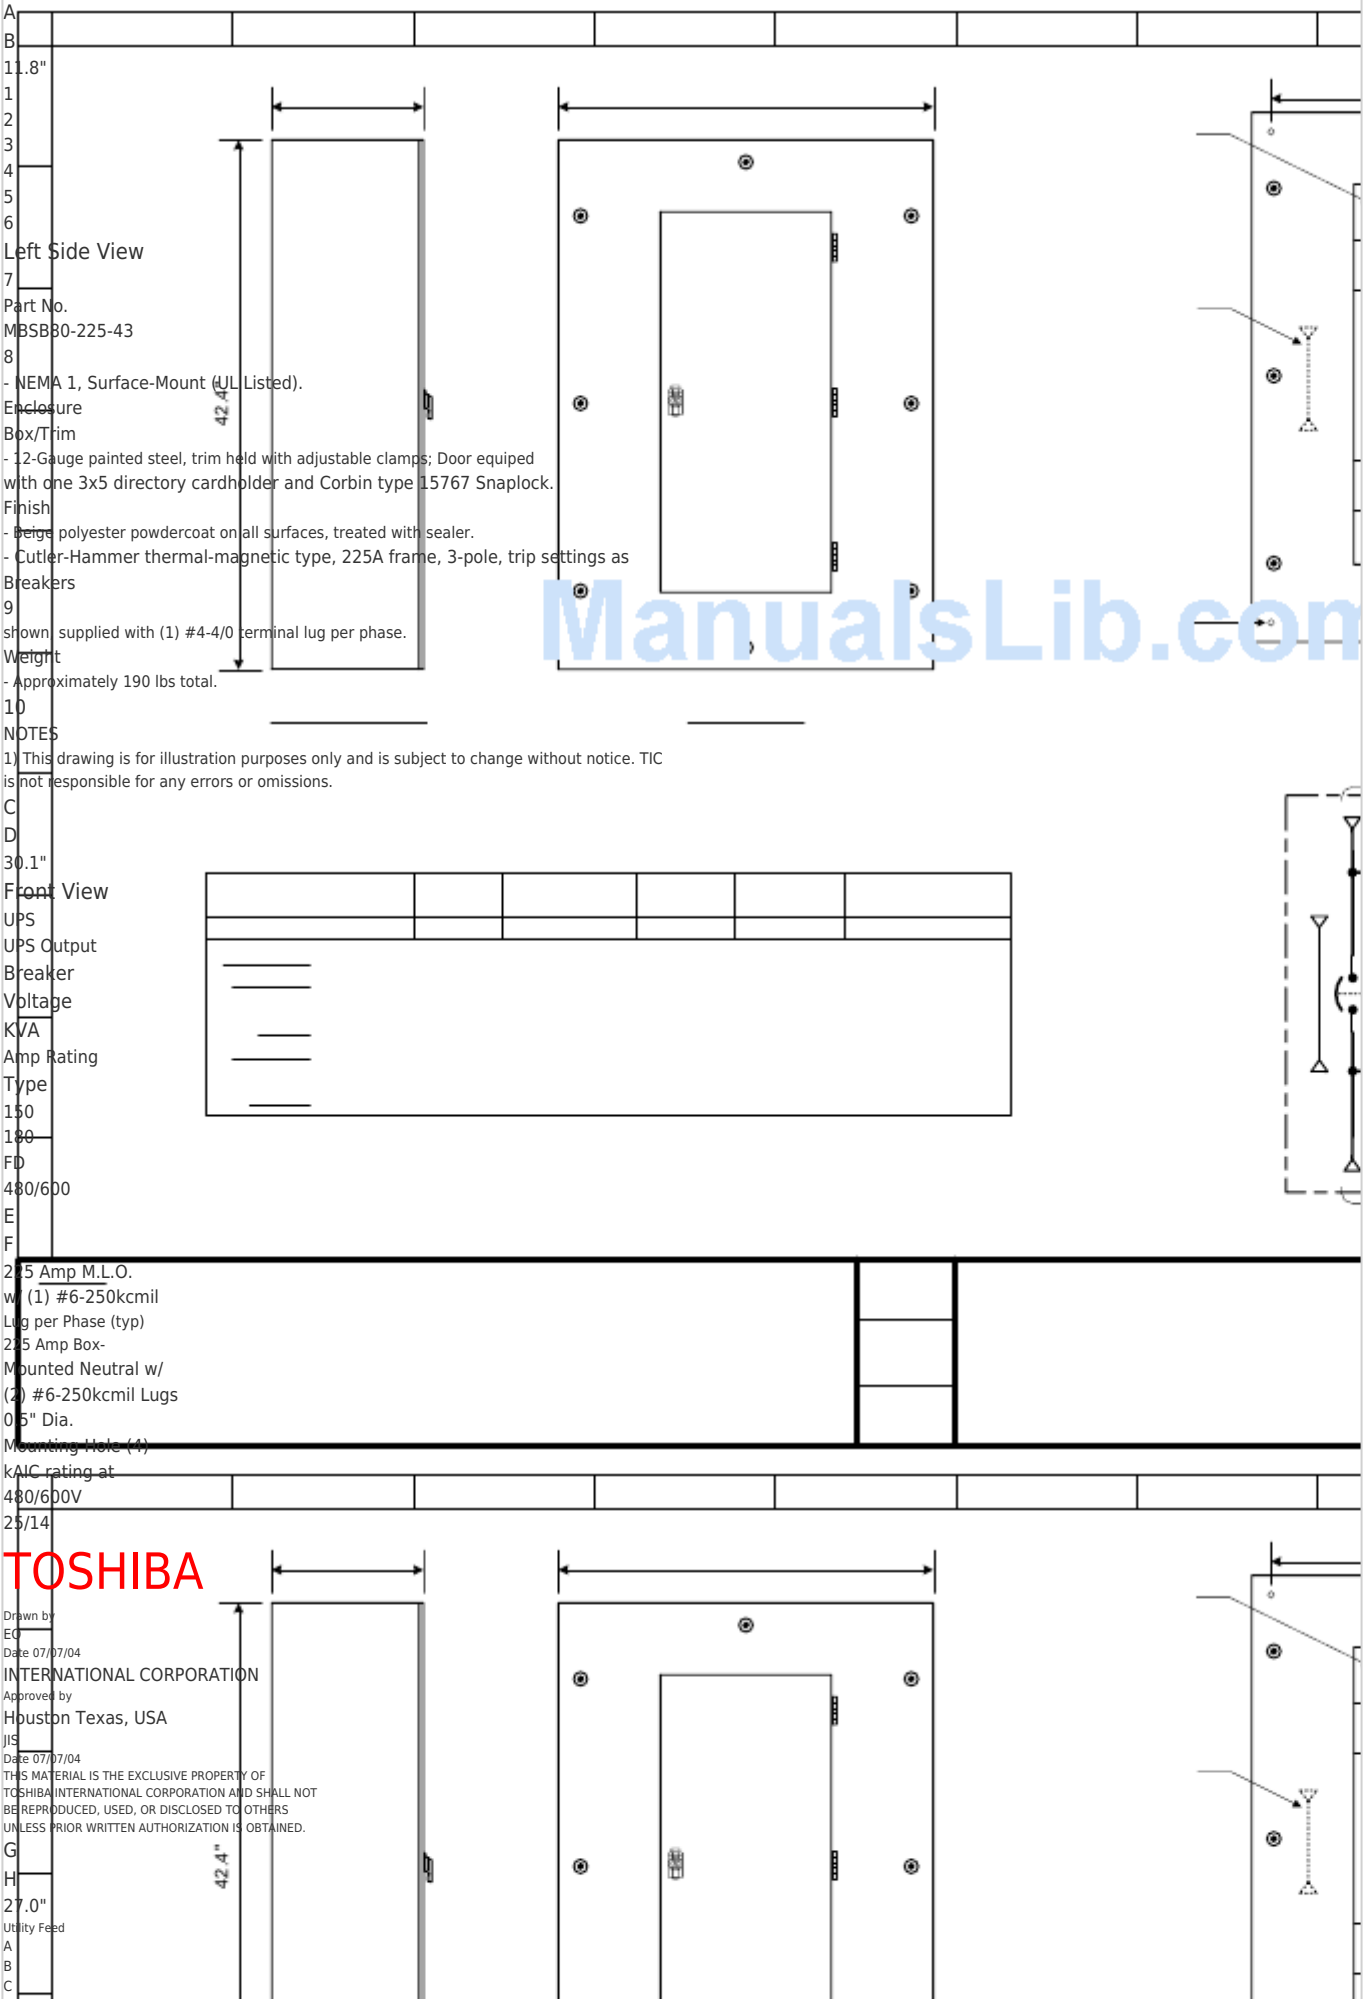 A
B
11.8"
1
2
3
4
5
6
Left Side View
7
Part No.
MBSB80-225-43
8
- NEMA 1, Surface-Mount (UL Listed).
42.4"
Enclosure
Box/Trim
- 12-Gauge painted steel, trim held with adjustable clamps; Door equiped
with one 3x5 directory cardholder and Corbin type 15767 Snaplock.
Finish
- Beige polyester powdercoat on all surfaces, treated with sealer.
- Cutler-Hammer thermal-magnetic type, 225A frame, 3-pole, trip settings as
Breakers
9
ManualsLib.com
shown, supplied with (1) #4-4/0 terminal lug per phase.
Weight
- Approximately 190 lbs total.
10
NOTES
1) This drawing is for illustration purposes only and is subject to change without notice. TIC
is not responsible for any errors or omissions.
C
D
30.1"
Front View
UPS
UPS Output
Breaker
Voltage
KVA
Amp Rating
Type
150
180
FD
480/600
E
F
225 Amp M.L.O.
w/ (1) #6-250kcmil
Lug per Phase (typ)
225 Amp Box-
Mounted Neutral w/
(2) #6-250kcmil Lugs
0.5" Dia.
Mounting Hole (4)
kAIC rating at
480/600V
25/14
TOSHIBA
Drawn by
EO
Date 07/07/04
INTERNATIONAL CORPORATION
Approved by
Houston Texas, USA
JIS
Date 07/07/04
THIS MATERIAL IS THE EXCLUSIVE PROPERTY OF
TOSHIBA INTERNATIONAL CORPORATION AND SHALL NOT
BE REPRODUCED, USED, OR DISCLOSED TO OTHERS
UNLESS PRIOR WRITTEN AUTHORIZATION IS OBTAINED.
G
42.4"
H
27.0"
Utility Feed
A
B
C